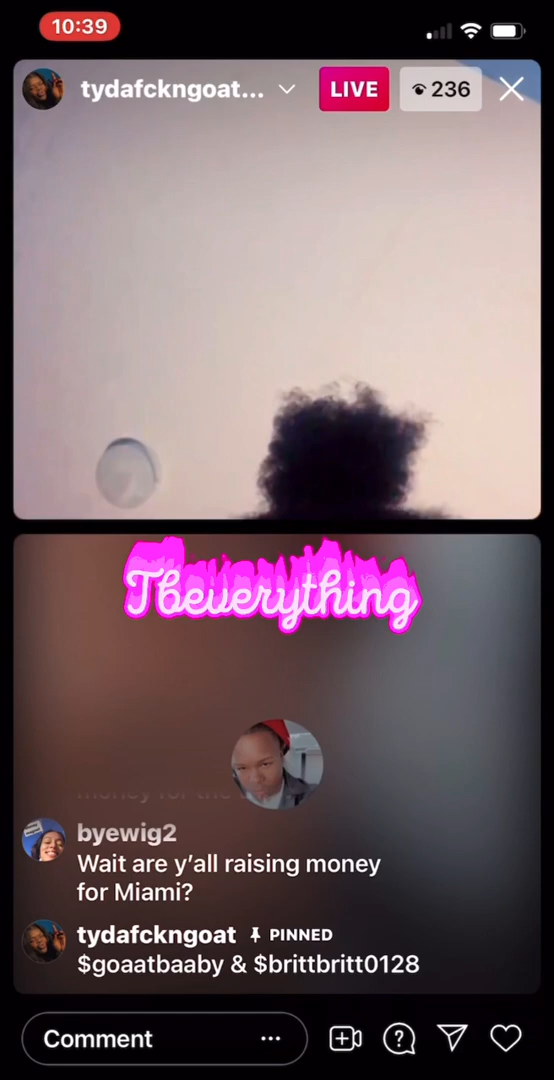 10:39
tydafckngoat...
LIVE
236
Tbeverything
money for the
byewig2
Wait are y’all raising money
for Miami?
tydafckngoat PINNED
$goaatbaaby & $brittbritt0128
Comment